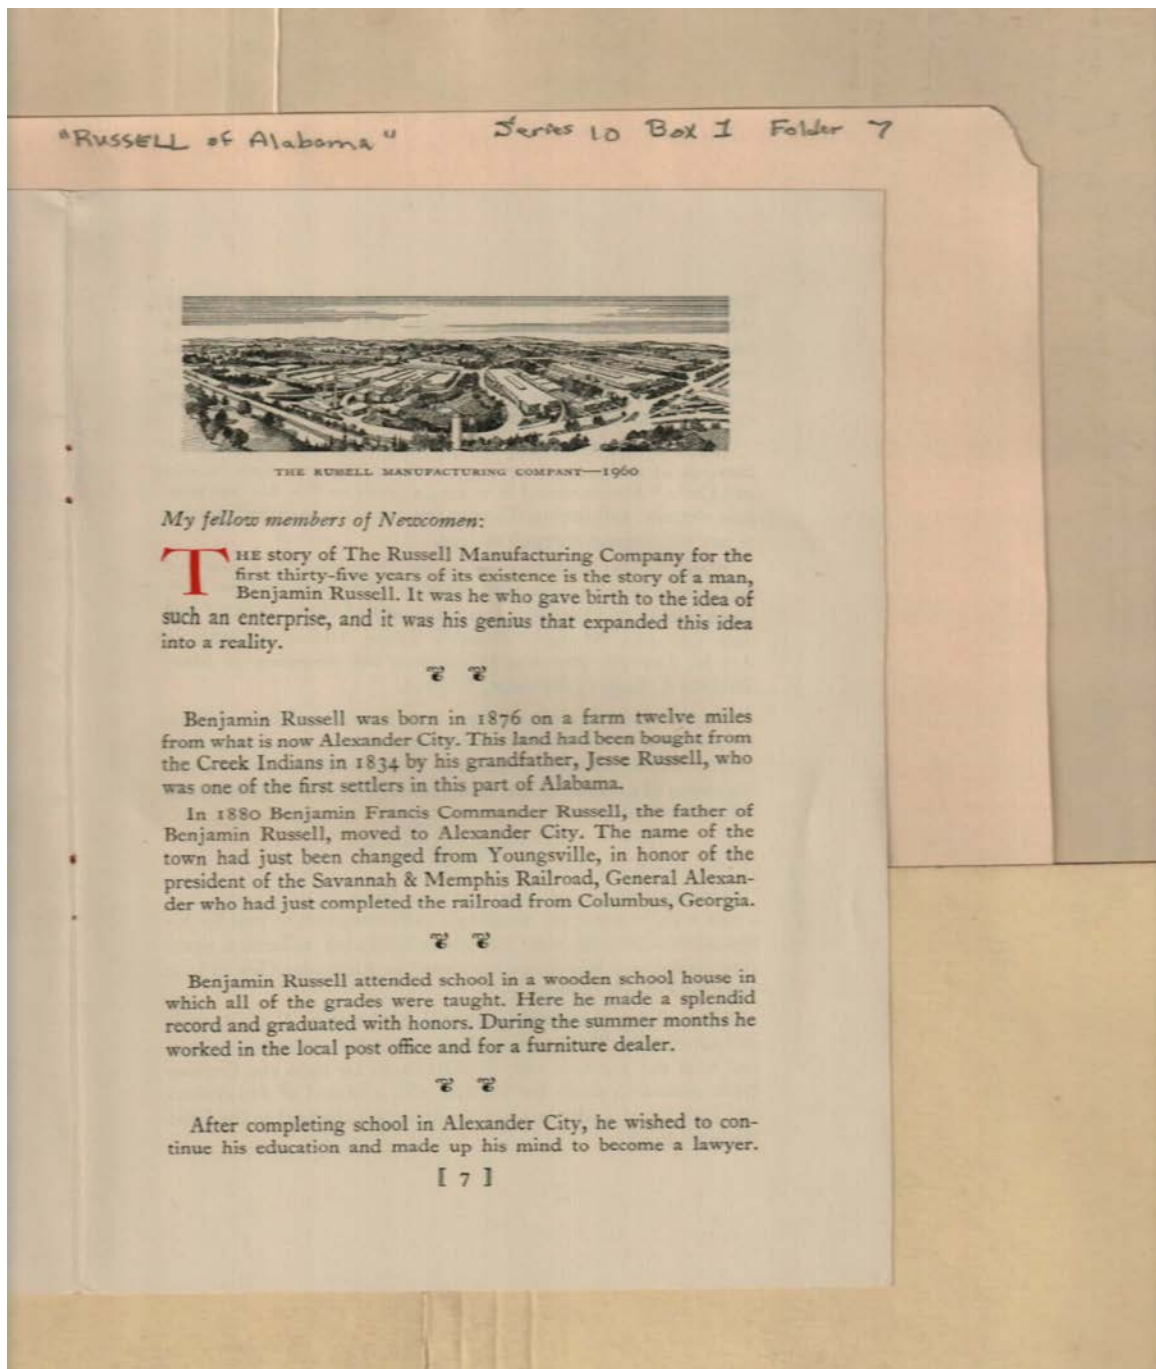 "RUSSELL of Alabama" Series 10 Box 1 Folder 7
THE RUSSELL MANUFACTURING COMPANY—1960
My fellow members of Newcomen:
THE story of The Russell Manufacturing Company for the
first thirty-five years of its existence is the story of a man,
Benjamin Russell. It was he who gave birth to the idea of
such an enterprise, and it was his genius that expanded this idea
into a reality.
Benjamin Russell was born in 1876 on a farm twelve miles
from what is now Alexander City. This land had been bought from
the Creek Indians in 1834 by his grandfather, Jesse Russell, who
was one of the first settlers in this part of Alabama.
In 1880 Benjamin Francis Commander Russell, the father of
Benjamin Russell, moved to Alexander City. The name of the
town had just been changed from Youngsville, in honor of the
president of the Savannah & Memphis Railroad, General Alexan-
der who had just completed the railroad from Columbus, Georgia.
Benjamin Russell attended school in a wooden school house in
which all of the grades were taught. Here he made a splendid
record and graduated with honors. During the summer months he
worked in the local post office and for a furniture dealer.
After completing school in Alexander City, he wished to con-
tinue his education and made up his mind to become a lawyer.
[ 7 ]